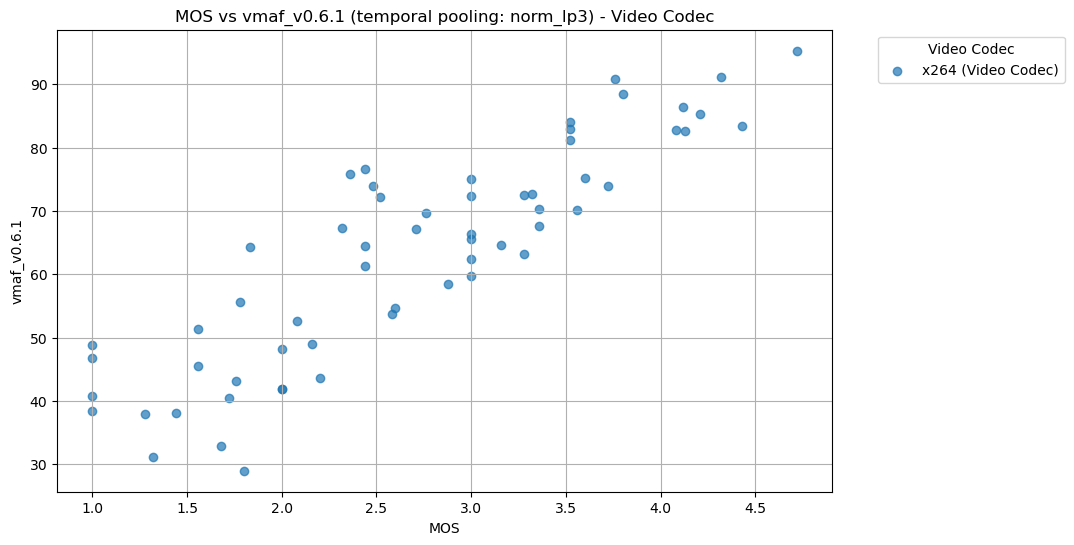 MOS vs vmaf_v0.6.1 (temporal pooling: norm_lp3) - Video Codec
Video Codec
x264 (Video Codec)
vmaf_v0.6.1
90
80
70
60
50
40
30
1.0 1.5 2.0 2.5 3.0 3.5 4.0 4.5
MOS